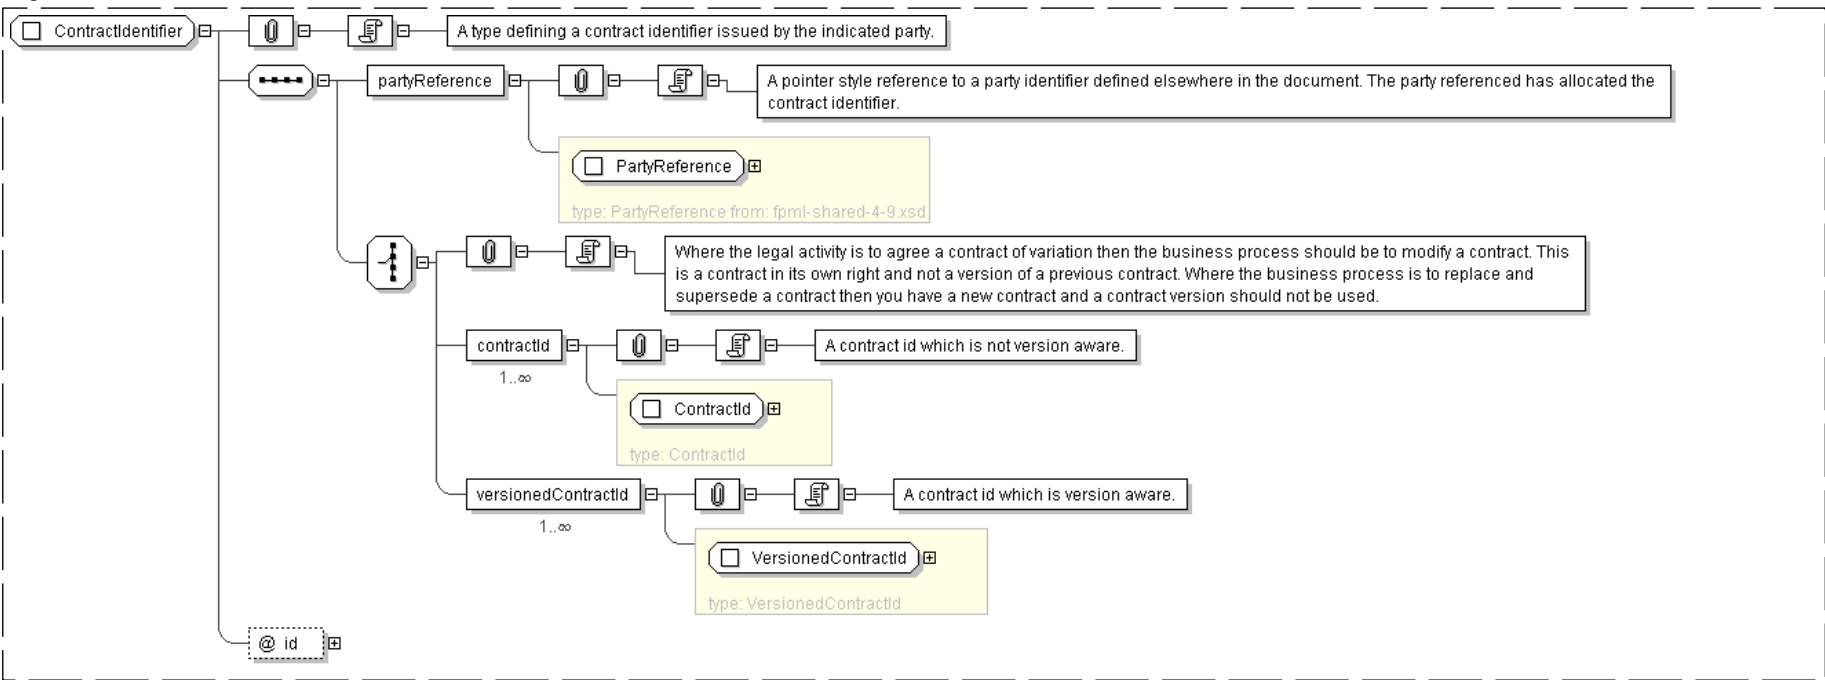 ContractIdentifier
A type defining a contract identifier issued by the indicated party.
partyReference
A pointer style reference to a party identifier defined elsewhere in the document. The party referenced has allocated the
contract identifier.
PartyReference
type: PartyReference from: fpml-shared-4-9.xsd
Where the legal activity is to agree a contract of variation then the business process should be to modify a contract. This
is a contract in its own right and not a version of a previous contract. Where the business process is to replace and
supersede a contract then you have a new contract and a contract version should not be used.
contractId
1..∞
A contract id which is not version aware.
ContractId
type: ContractId
versionedContractId
1..∞
A contract id which is version aware.
VersionedContractId
type: VersionedContractId
@ id